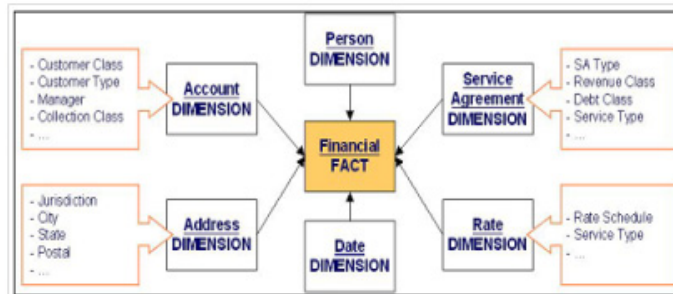 Person
DIMENSION
- Customer Class
- Customer Type
- Manager
- Collection Class
- ...
Account
DIMENSION
Service
Agreement
DIMENSION
- SA Type
- Revenue Class
- Debt Class
- Service Type
- ...
Financial
FACT
- Jurisdiction
- City
- State
- Postal
- ...
Address
DIMENSION
Date
DIMENSION
Rate
DIMENSION
- Rate Schedule
- Service Type
- ...